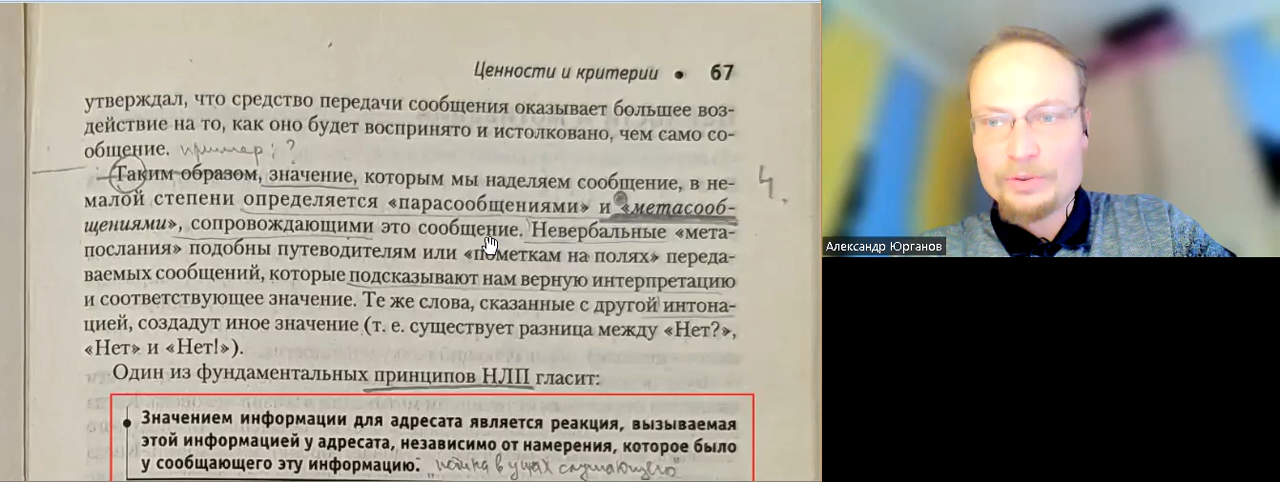 Ценности и критерии • 67
утверждал, что средство передачи сообщения оказывает большее воз-
действие на то, как оно будет воспринято и истолковано, чем само со-
общение. пример: ?
Таким образом, значение, которым мы наделяем сообщение, в не-
малой степени определяется «парасообщениями» и «метасооб-
щениями», сопровождающими это сообщение. Невербальные «мета-
послания» подобны путеводителям или «пометкам на полях» переда-
ваемых сообщений, которые подсказывают нам верную интерпретацию
и соответствующее значение. Те же слова, сказанные с другой интона-
цией, создадут иное значение (т. е. существует разница между «Нет?»,
«Нет» и «Нет!»).
Один из фундаментальных принципов НЛП гласит:
Значением информации для адресата является реакция, вызываемая
этой информацией у адресата, независимо от намерения, которое было
у сообщающего эту информацию. "истина в ушах слушающего"
4.
Александр Юрганов